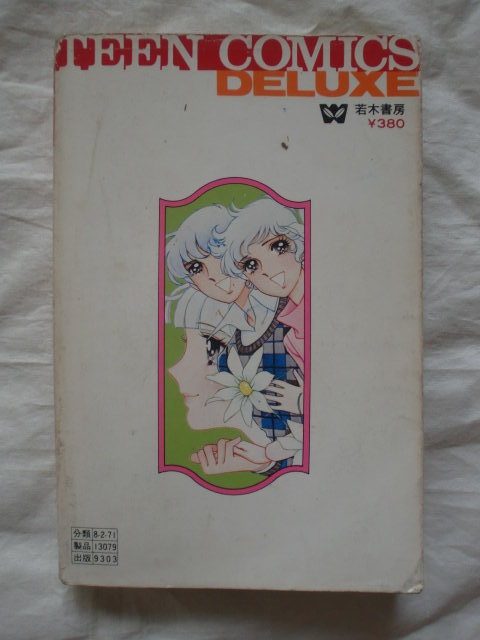 TEEN COMICS
DELUXE
若木書房
¥380
分類 8-2-71
製品 13079
出版 9303